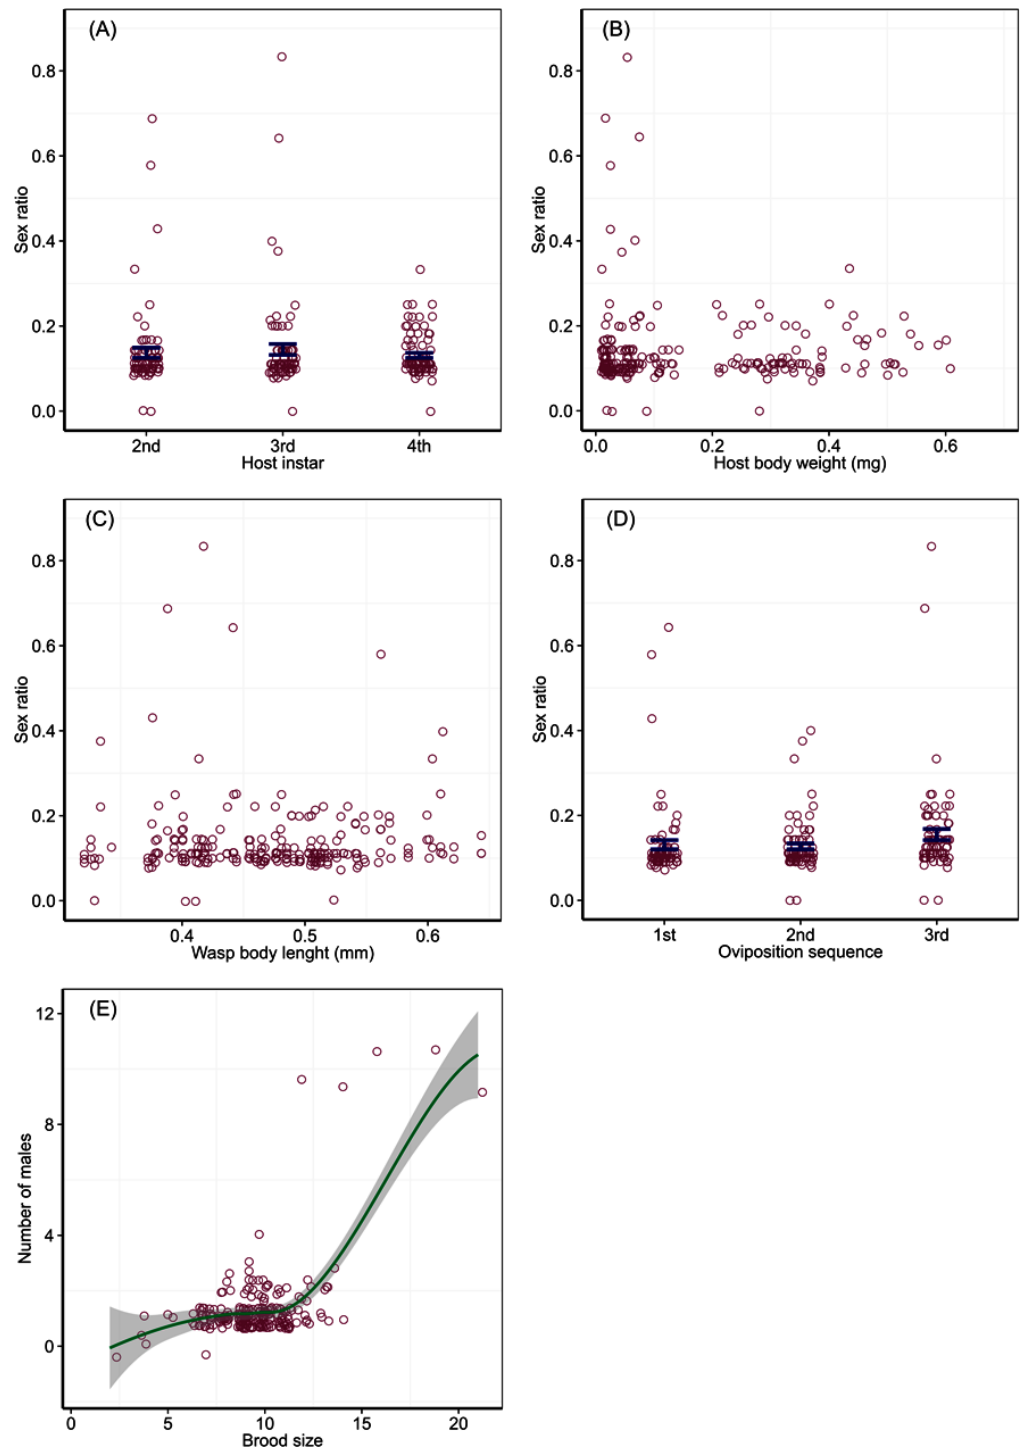 (A)
Sex ratio
0.8
0.6
0.4
0.2
0.0
2nd 3rd 4th
Host instar
(B)
Sex ratio
0.8
0.6
0.4
0.2
0.0
0.0 0.2 0.4 0.6
Host body weight (mg)
(C)
Sex ratio
0.8
0.6
0.4
0.2
0.0
0.4 0.5 0.6
Wasp body lenght (mm)
(D)
Sex ratio
0.8
0.6
0.4
0.2
0.0
1st 2nd 3rd
Oviposition sequence
(E)
Number of males
12
8
4
0
0 5 10 15 20
Brood size